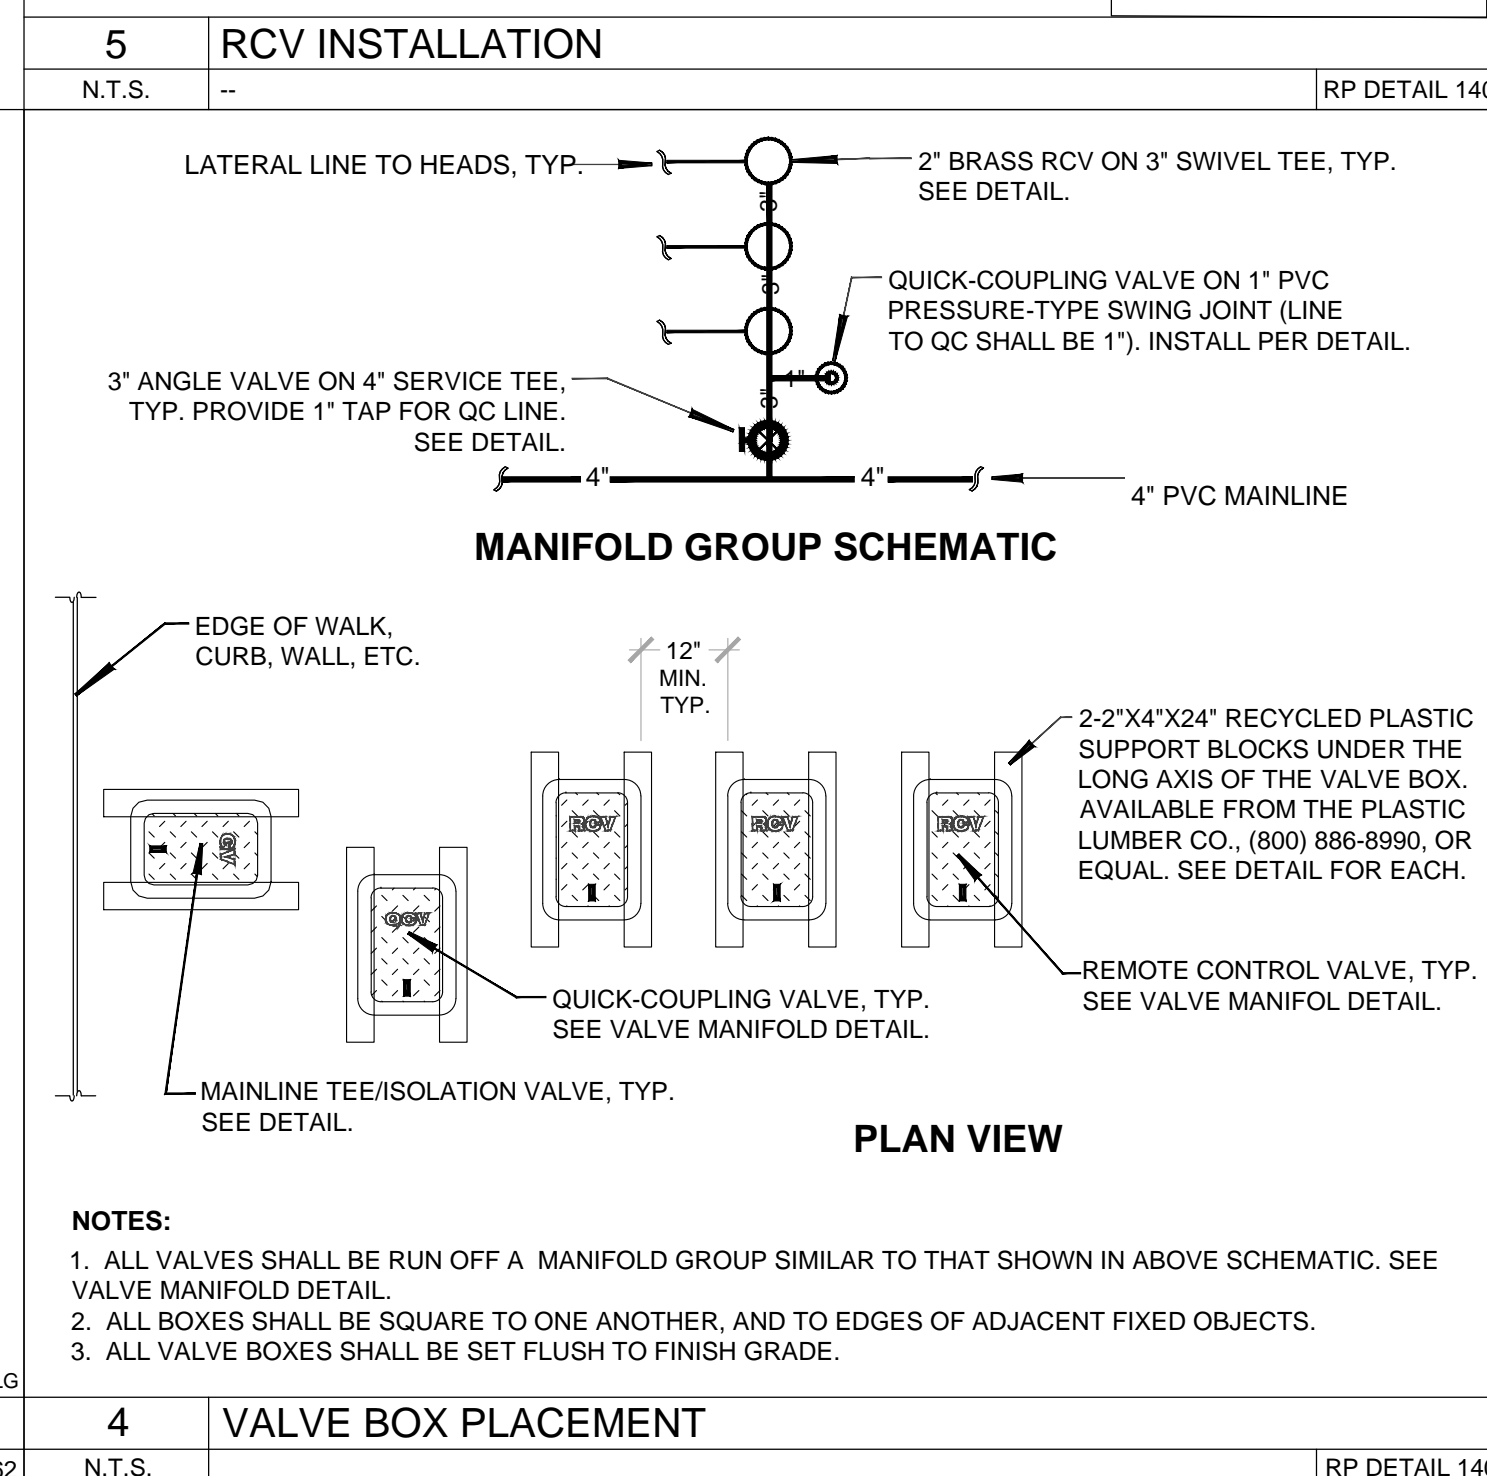 5 RCV INSTALLATION
N.T.S. -- RP DETAIL 140
LATERAL LINE TO HEADS, TYP.
2" BRASS RCV ON 3" SWIVEL TEE, TYP.
SEE DETAIL.
3"
3"
QUICK-COUPLING VALVE ON 1" PVC
PRESSURE-TYPE SWING JOINT (LINE
TO QC SHALL BE 1"). INSTALL PER DETAIL.
1"
3"
3" ANGLE VALVE ON 4" SERVICE TEE,
TYP. PROVIDE 1" TAP FOR QC LINE.
SEE DETAIL.
4" 4"
4" PVC MAINLINE
MANIFOLD GROUP SCHEMATIC
EDGE OF WALK,
CURB, WALL, ETC.
12"
MIN.
TYP.
2-2"X4"X24" RECYCLED PLASTIC
SUPPORT BLOCKS UNDER THE
LONG AXIS OF THE VALVE BOX.
AVAILABLE FROM THE PLASTIC
LUMBER CO., (800) 886-8990, OR
EQUAL. SEE DETAIL FOR EACH.
RCV RCV RCV
QCV
REMOTE CONTROL VALVE, TYP.
SEE VALVE MANIFOL DETAIL.
QUICK-COUPLING VALVE, TYP.
SEE VALVE MANIFOLD DETAIL.
MAINLINE TEE/ISOLATION VALVE, TYP.
SEE DETAIL.
PLAN VIEW
NOTES:
1. ALL VALVES SHALL BE RUN OFF A MANIFOLD GROUP SIMILAR TO THAT SHOWN IN ABOVE SCHEMATIC. SEE
VALVE MANIFOLD DETAIL.
2. ALL BOXES SHALL BE SQUARE TO ONE ANOTHER, AND TO EDGES OF ADJACENT FIXED OBJECTS.
3. ALL VALVE BOXES SHALL BE SET FLUSH TO FINISH GRADE.
4 VALVE BOX PLACEMENT
N.T.S. RP DETAIL 140